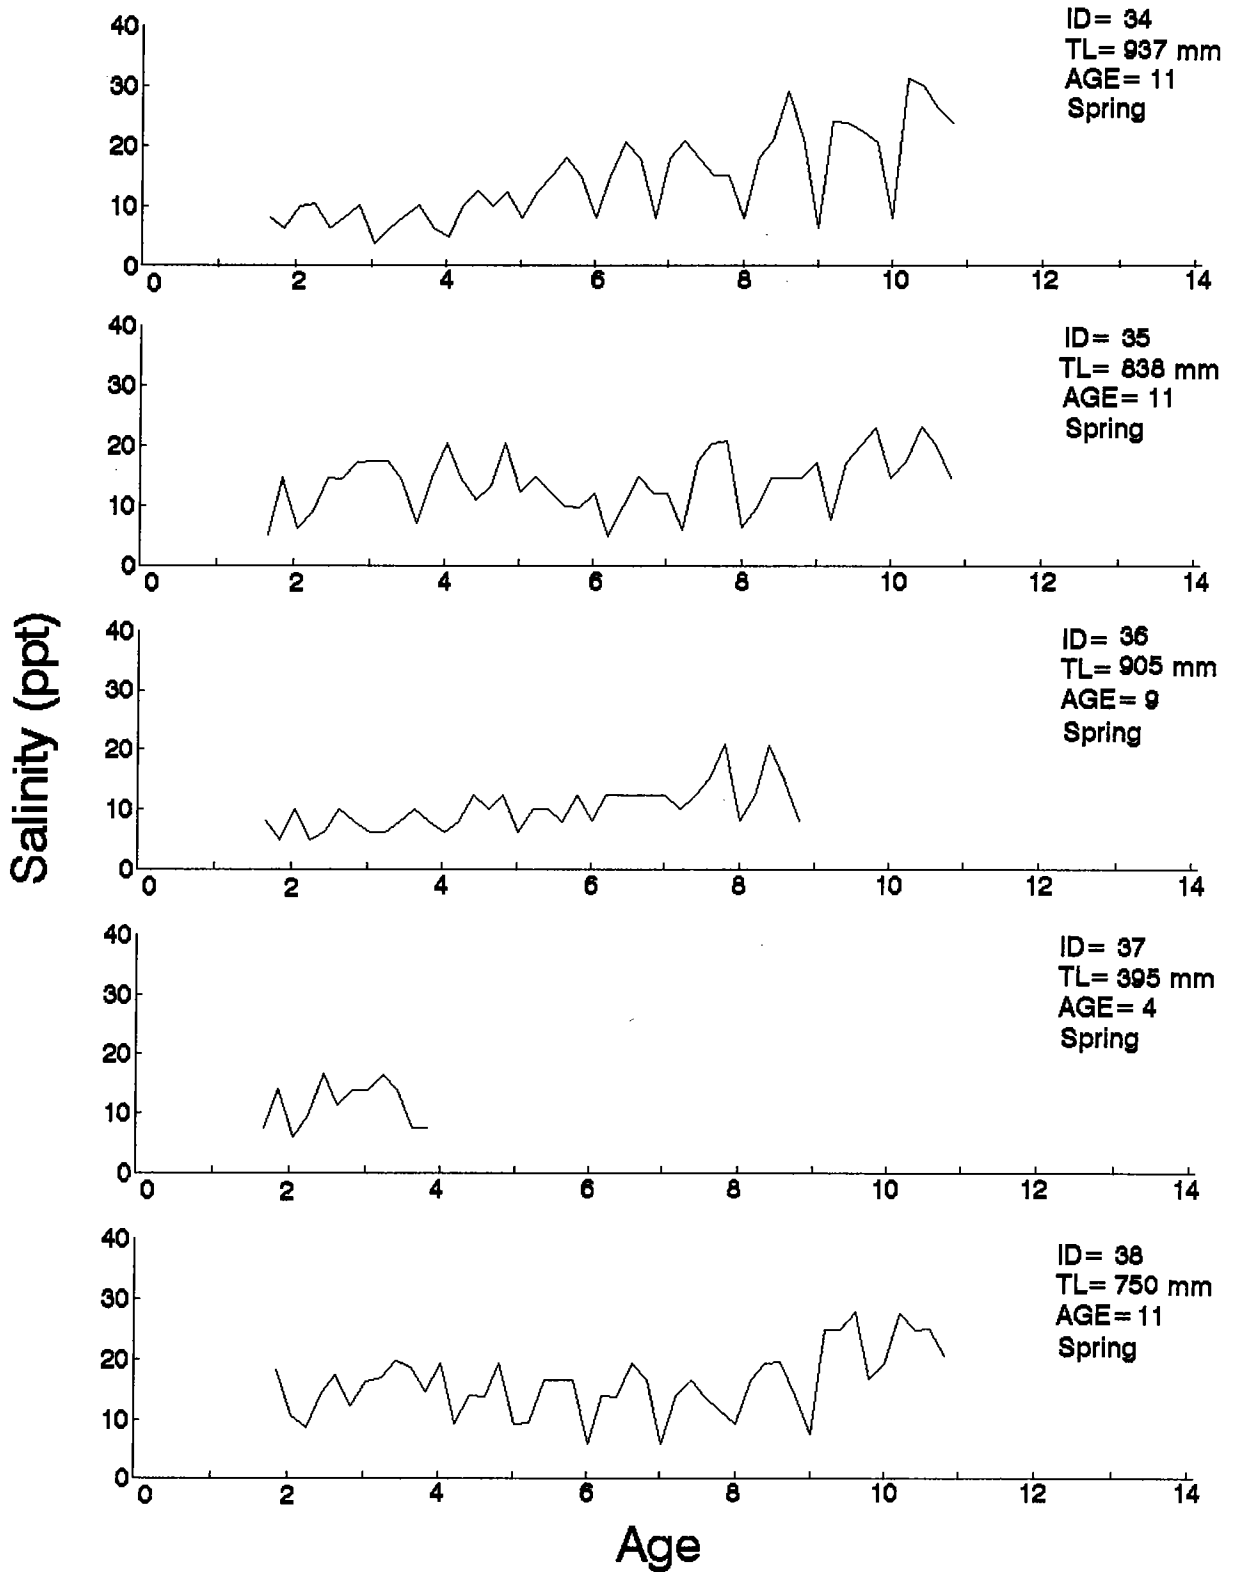 40
30
20
10
0
0 2 4 6 8 10 12 14
ID= 34
TL= 937 mm
AGE= 11
Spring
40
30
20
10
0
0 2 4 6 8 10 12 14
ID= 35
TL= 838 mm
AGE= 11
Spring
40
30
20
10
0
0 2 4 6 8 10 12 14
ID= 36
TL= 905 mm
AGE= 9
Spring
40
30
20
10
0
0 2 4 6 8 10 12 14
ID= 37
TL= 395 mm
AGE= 4
Spring
40
30
20
10
0
0 2 4 6 8 10 12 14
ID= 38
TL= 750 mm
AGE= 11
Spring
Salinity (ppt)
Age